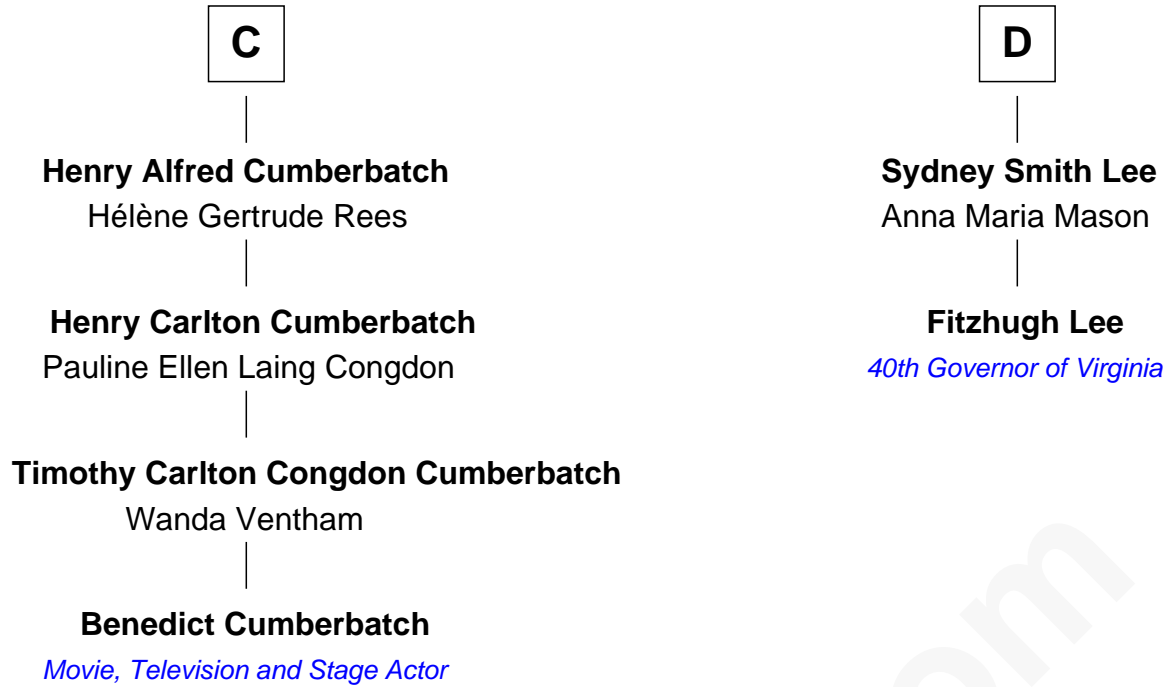 C
Henry Alfred Cumberbatch
Hélène Gertrude Rees
Henry Carlton Cumberbatch
Pauline Ellen Laing Congdon
Timothy Carlton Congdon Cumberbatch
Wanda Ventham
Benedict Cumberbatch
Movie, Television and Stage Actor
D
Sydney Smith Lee
Anna Maria Mason
Fitzhugh Lee
40th Governor of Virginia
om